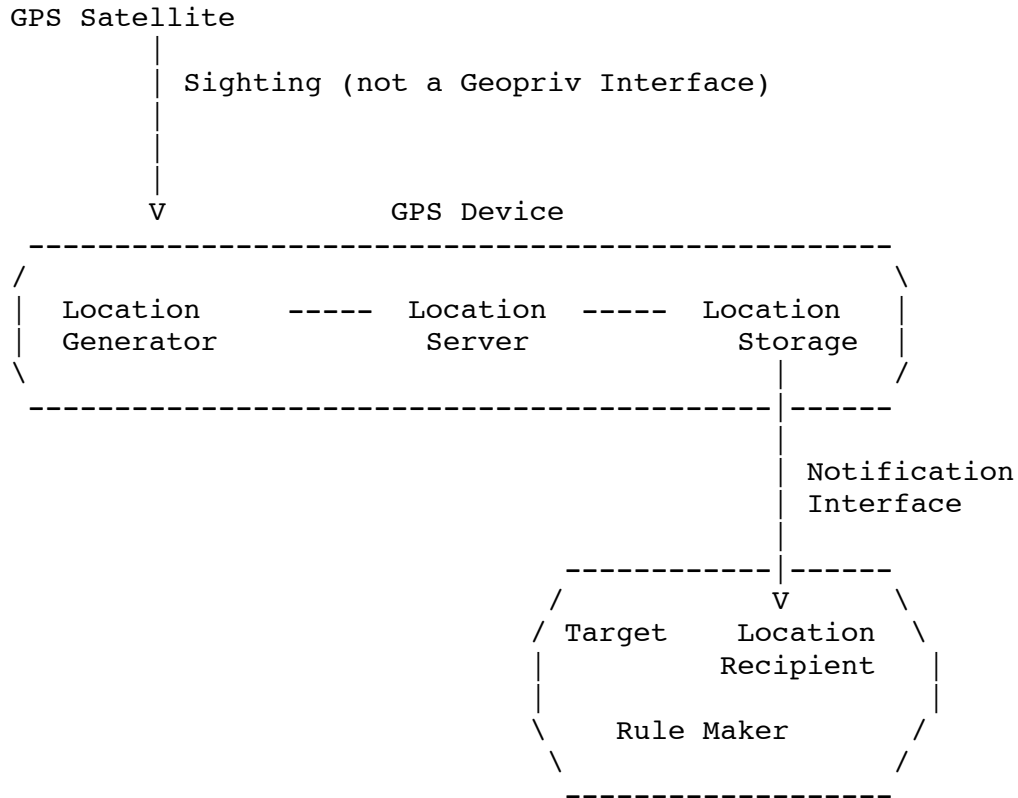 GPS Satellite
|
| Sighting (not a Geopriv Interface)
|
|
|
V GPS Device
--------------------------------------------------
/ \
| Location ----- Location ----- Location |
| Generator Server Storage |
\ | /
-------------------------------------------|------
|
| Notification
| Interface
|
------------|------
/ V \
/ Target Location \
| Recipient |
| |
\ Rule Maker /
\ /
-------------------